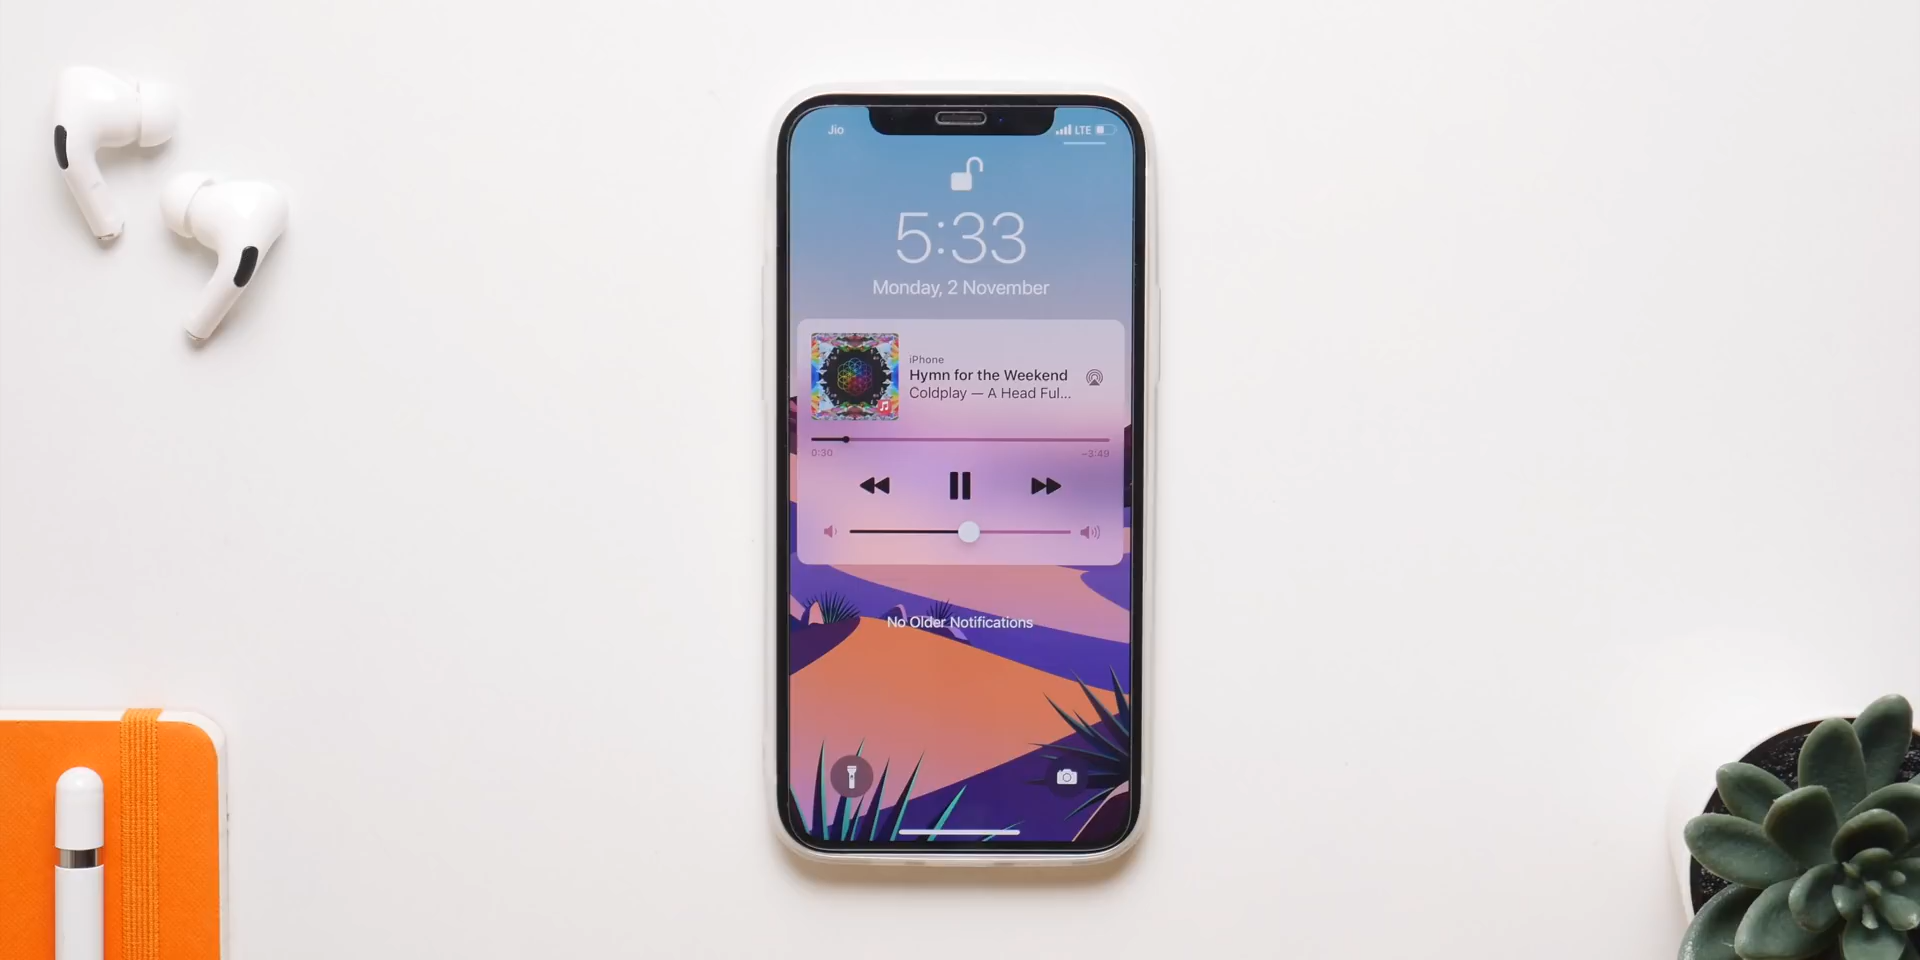 Jio
LTE
5:33
Monday, 2 November
iPhone
Hymn for the Weekend
Coldplay — A Head Ful...
0:30
−3:49
No Older Notifications